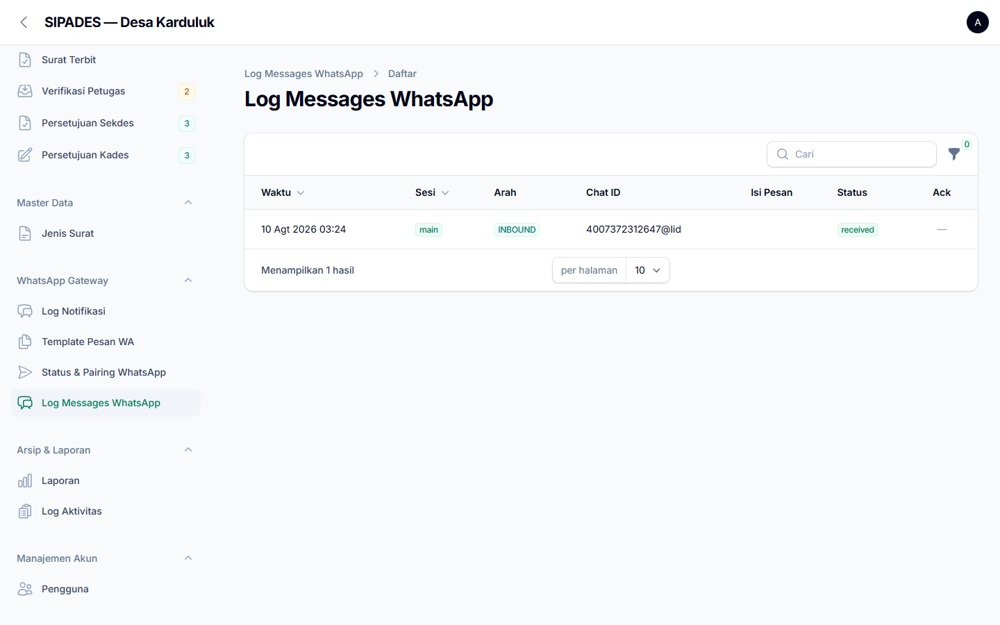 SIPADES — Desa Karduluk
A
Surat Terbit
Verifikasi Petugas 2
Persetujuan Sekdes 3
Persetujuan Kades 3
Master Data
Jenis Surat
WhatsApp Gateway
Log Notifikasi
Template Pesan WA
Status & Pairing WhatsApp
Log Messages WhatsApp
Arsip & Laporan
Laporan
Log Aktivitas
Manajemen Akun
Pengguna
Log Messages WhatsApp > Daftar
Log Messages WhatsApp
Cari 0
Waktu Sesi Arah Chat ID Isi Pesan Status Ack
10 Agt 2026 03:24 main INBOUND 4007372312647@lid received —
Menampilkan 1 hasil per halaman 10